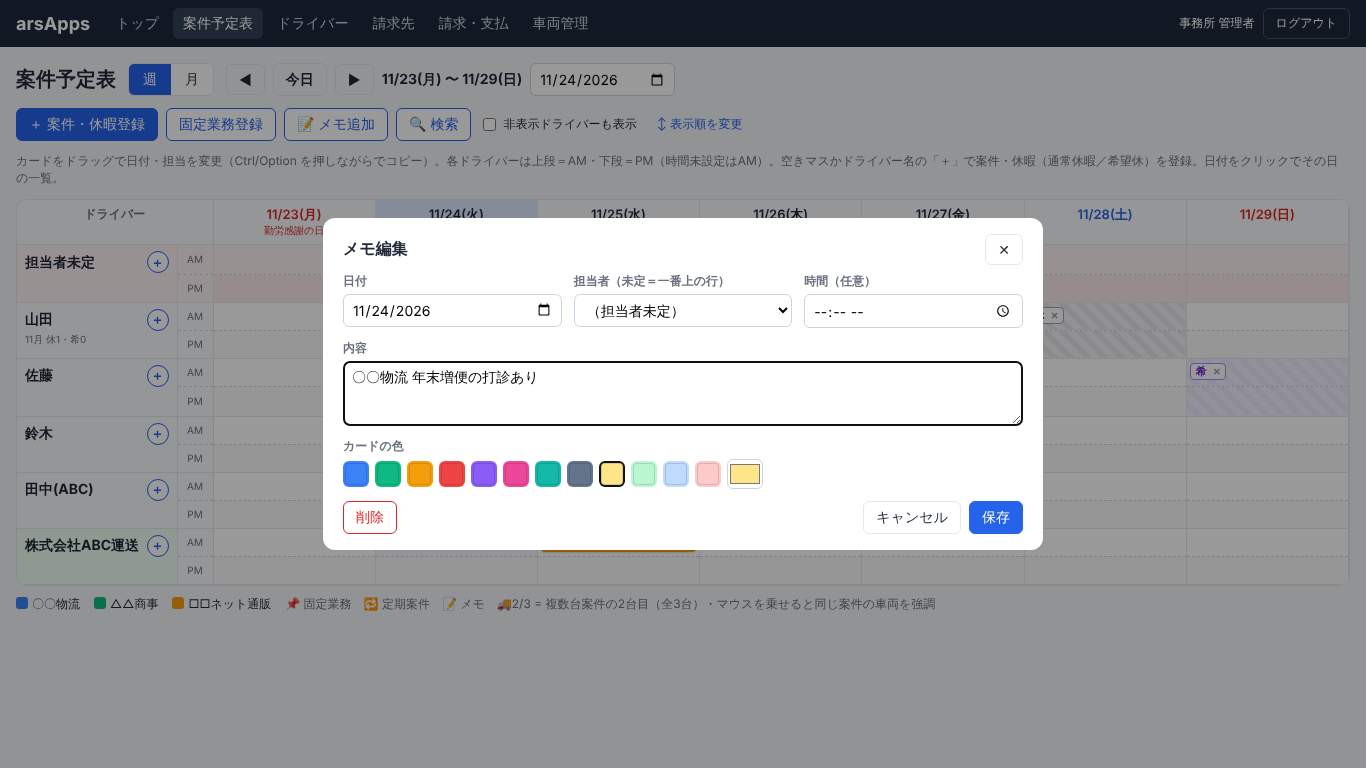 arsApps トップ 案件予定表 ドライバー 請求先 請求・支払 車両管理 事務所 管理者 ログアウト
案件予定表 週 月 ◀ 今日 ▶ 11/23(月) 〜 11/29(日) 11/24/2026
＋ 案件・休暇登録 固定業務登録 📝 メモ追加 🔍 検索 非表示ドライバーも表示 ↕ 表示順を変更
カードをドラッグで日付・担当を変更（Ctrl/Option を押しながらでコピー）。各ドライバーは上段＝AM・下段＝PM（時間未設定はAM）。空きマスかドライバー名の「＋」で案件・休暇（通常休暇／希望休）を登録。日付をクリックでその日
の一覧。
ドライバー 11/23(月) 11/24(火) 11/25(水) 11/26(木) 11/27(金) 11/28(土) 11/29(日)
勤労感謝の日
メモ編集 ✕
日付 担当者（未定＝一番上の行） 時間（任意）
11/24/2026 （担当者未定） --:-- --
内容
〇〇物流 年末増便の打診あり
カードの色
削除 キャンセル 保存
担当者未定 + AM
PM
山田 + AM ×
11月 休1・希0 PM
佐藤 + AM 希 ×
PM
鈴木 + AM
PM
田中(ABC) + AM
PM
株式会社ABC運送 + AM
PM
〇〇物流 △△商事 □□ネット通販 📌 固定業務 🔁 定期案件 📝 メモ 🚚2/3 = 複数台案件の2台目（全3台）・マウスを乗せると同じ案件の車両を強調